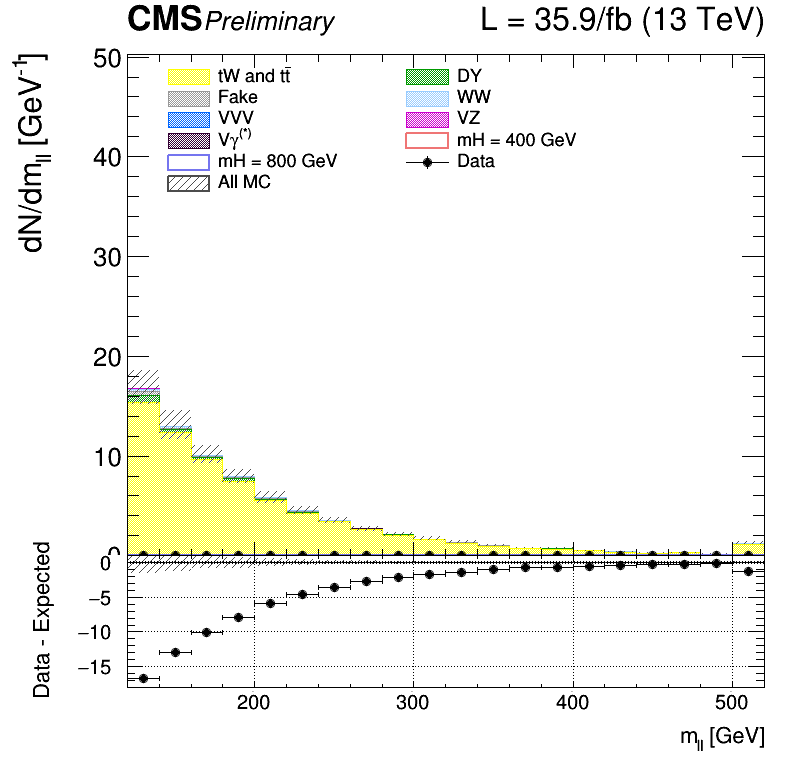 CMS Preliminary L = 35.9/fb (13 TeV)
dN/dm_ll [GeV⁻¹]
50
40
30
20
10
0
tW and tt̄ DY
Fake WW
VVV VZ
Vγ⁽*⁾ mH = 400 GeV
mH = 800 GeV Data
All MC
Data - Expected
0
−5
−10
−15
200 300 400 500
m_ll [GeV]